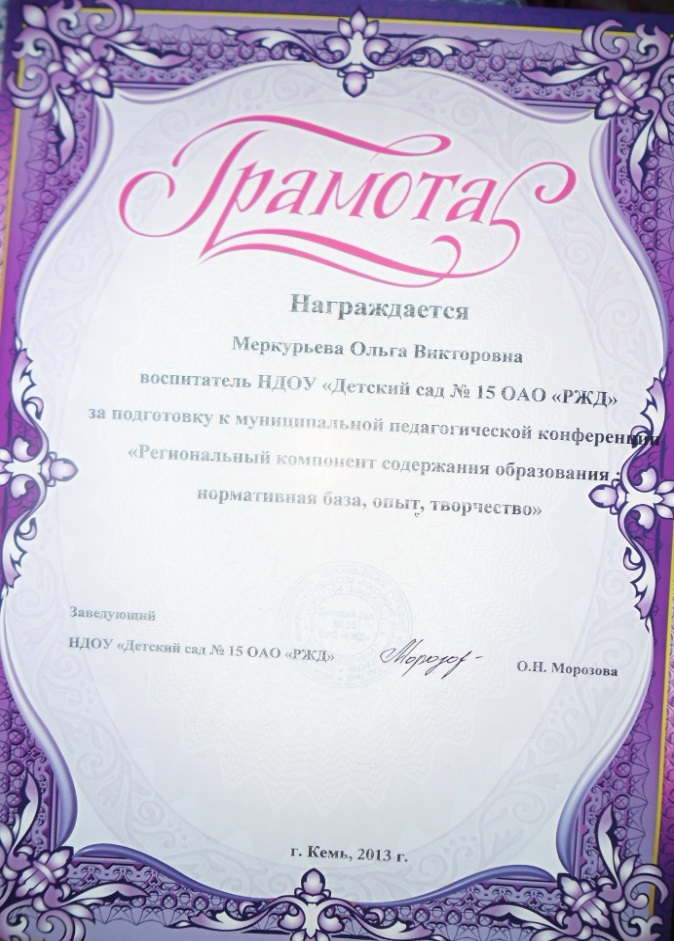 Грамота
Награждается
Меркурьева Ольга Викторовна
воспитатель НДОУ «Детский сад № 15 ОАО «РЖД»
за подготовку к муниципальной педагогической конференции
«Региональный компонент содержания образования :
нормативная база, опыт, творчество»
Заведующий
НДОУ «Детский сад № 15 ОАО «РЖД»
Морозов
О.Н. Морозова
г. Кемь, 2013 г.